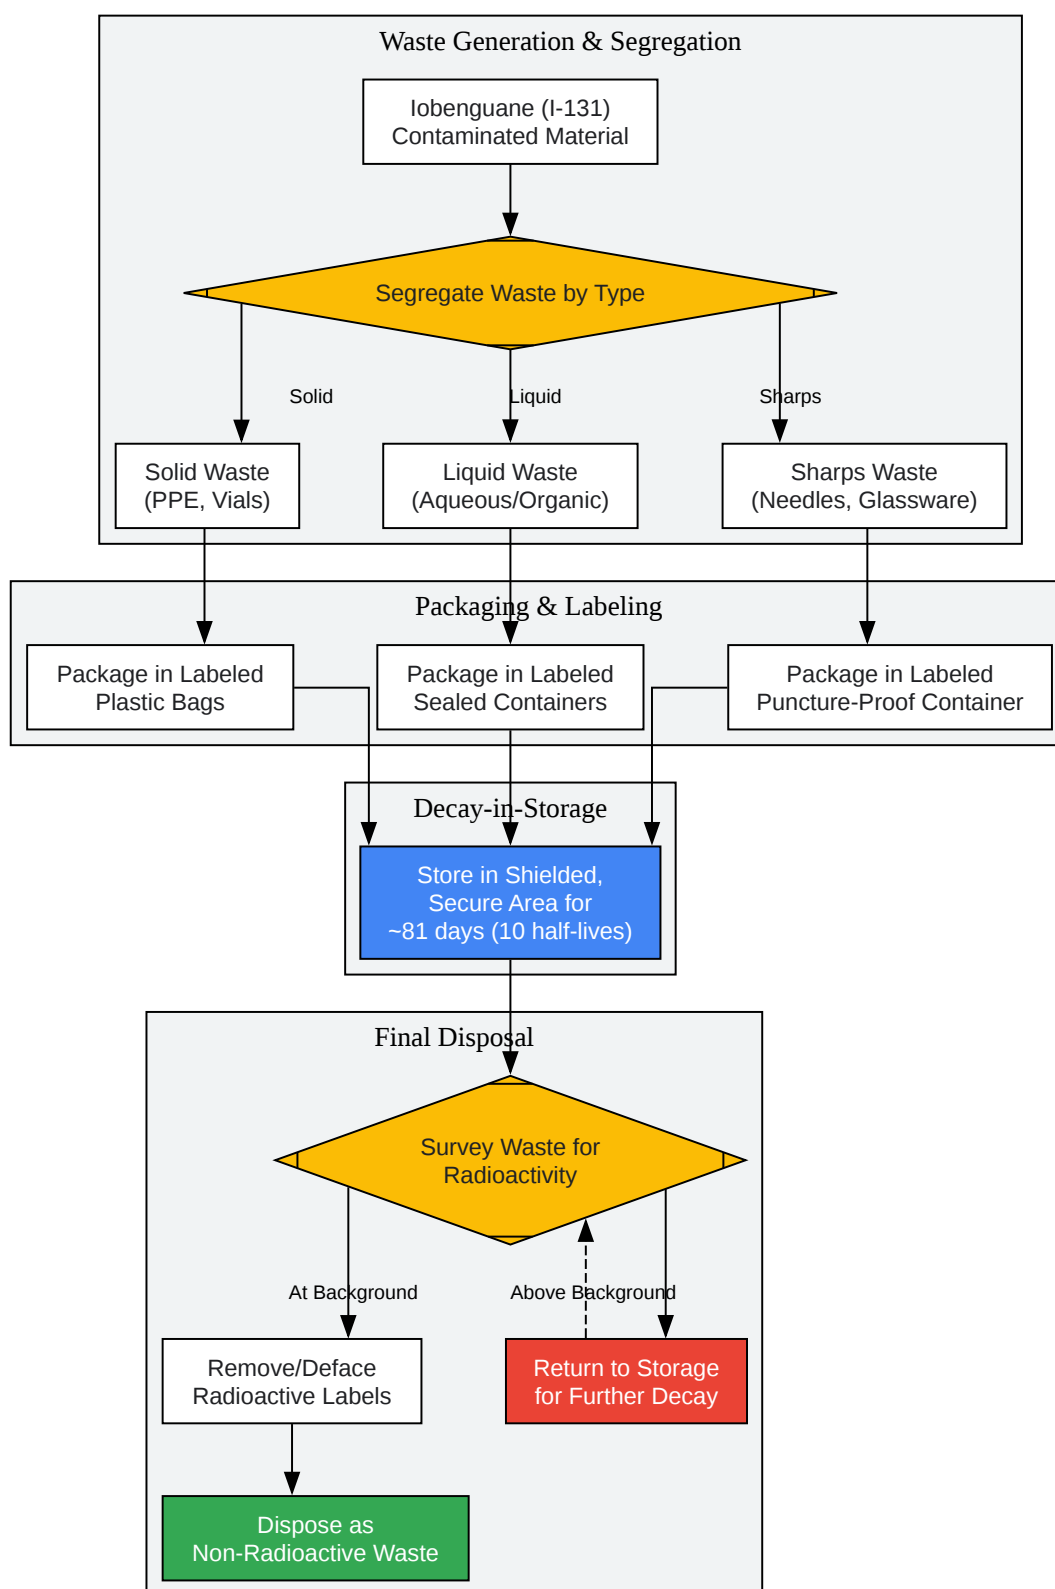 Waste Generation & Segregation
Iobenguane (I-131)
Contaminated Material
Segregate Waste by Type
Solid
Liquid
Sharps
Solid Waste
(PPE, Vials)
Liquid Waste
(Aqueous/Organic)
Sharps Waste
(Needles, Glassware)
Packaging & Labeling
Package in Labeled
Plastic Bags
Package in Labeled
Sealed Containers
Package in Labeled
Puncture-Proof Container
Decay-in-Storage
Store in Shielded,
Secure Area for
~81 days (10 half-lives)
Final Disposal
Survey Waste for
Radioactivity
At Background
Above Background
Remove/Deface
Radioactive Labels
Return to Storage
for Further Decay
Dispose as
Non-Radioactive Waste